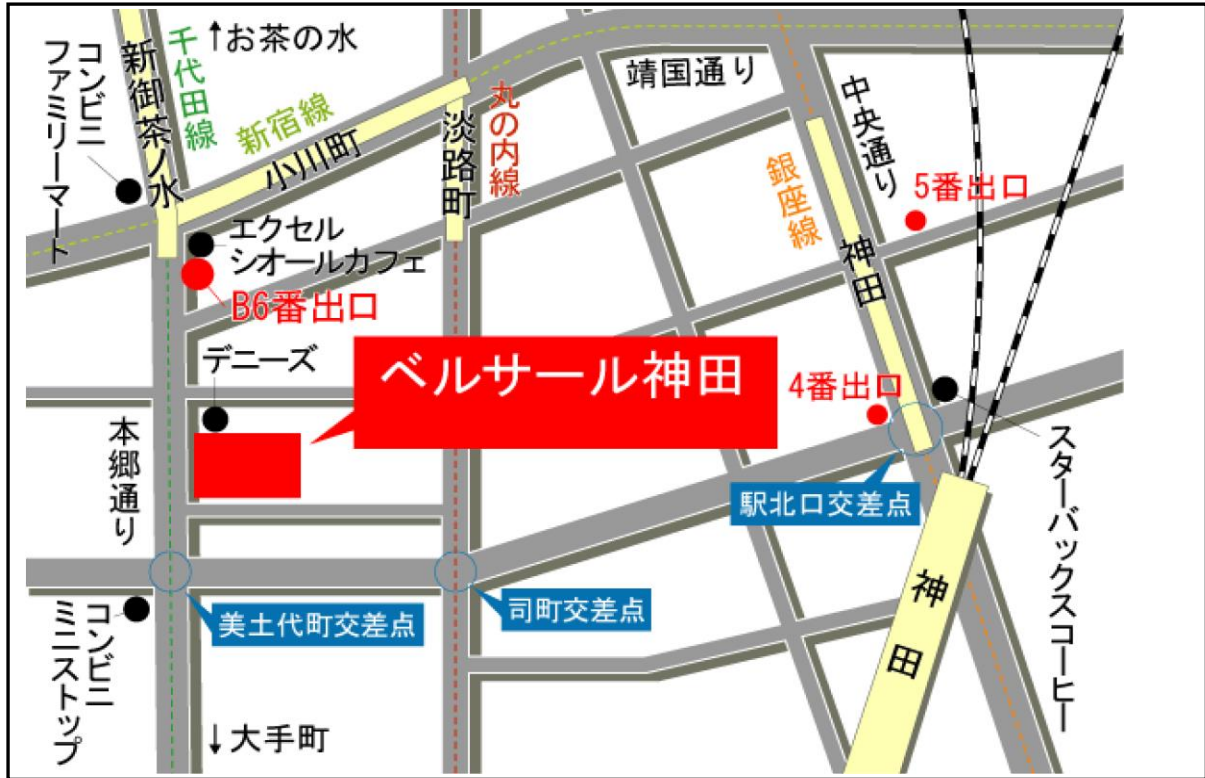 コンビニ
ファミリーマート
新御茶ノ水
千代田線
↑お茶の水
新宿線
小川町
淡路町
丸の内線
靖国通り
中央通り
銀座線
神田
5番出口
エクセル
シオールカフェ
B6番出口
デニーズ
ベルサール神田
4番出口
本郷通り
駅北口交差点
スターバックスコーヒー
神田
美土代町交差点
司町交差点
コンビニ
ミニストップ
↓大手町